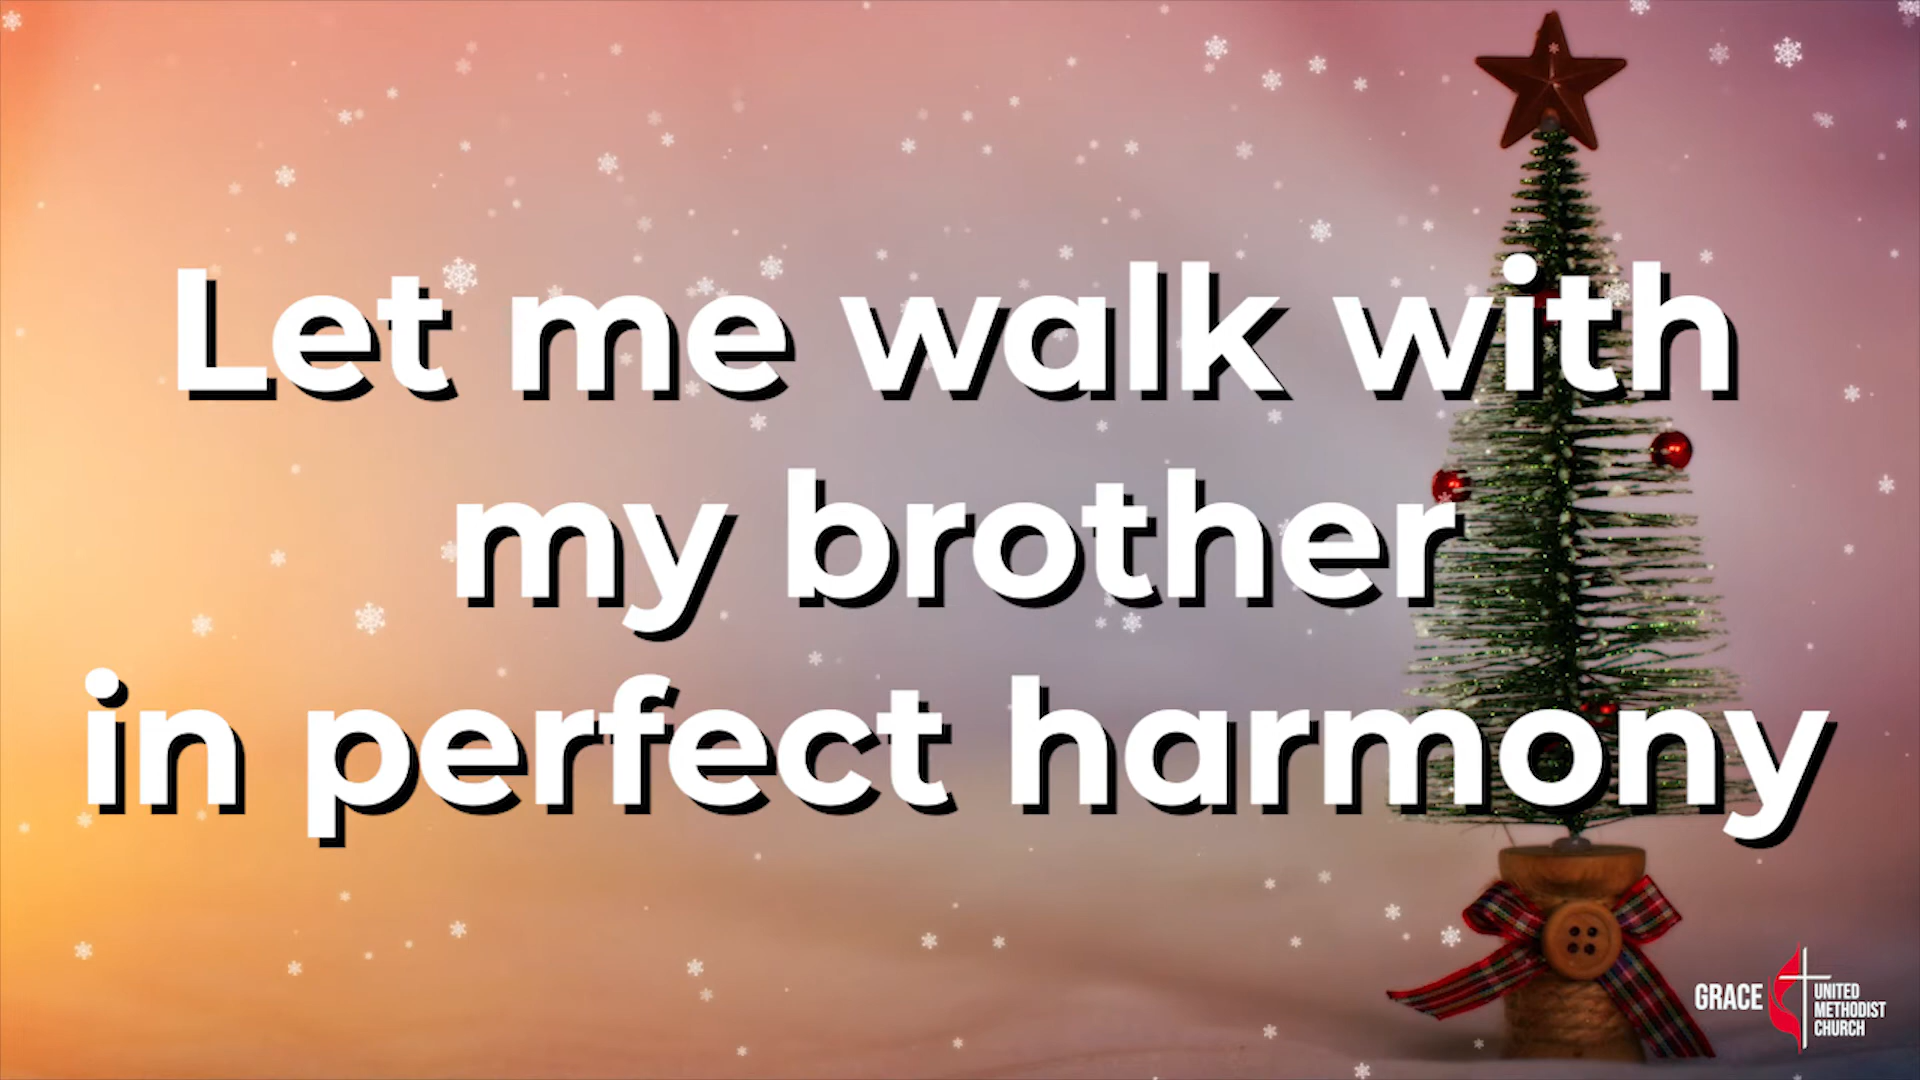 Let me walk with
my brother
in perfect harmony
GRACE
UNITED
METHODIST
CHURCH